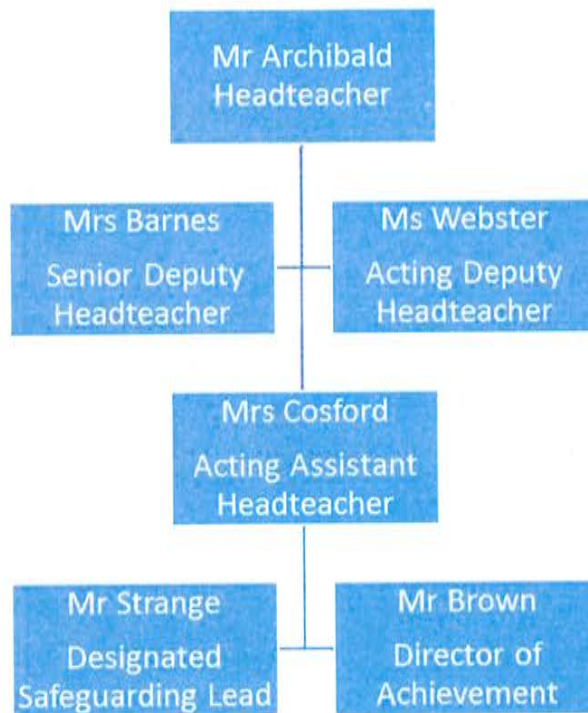 Mr Archibald
Headteacher
Mrs Barnes
Senior Deputy
Headteacher
Ms Webster
Acting Deputy
Headteacher
Mrs Cosford
Acting Assistant
Headteacher
Mr Strange
Designated
Safeguarding Lead
Mr Brown
Director of
Achievement